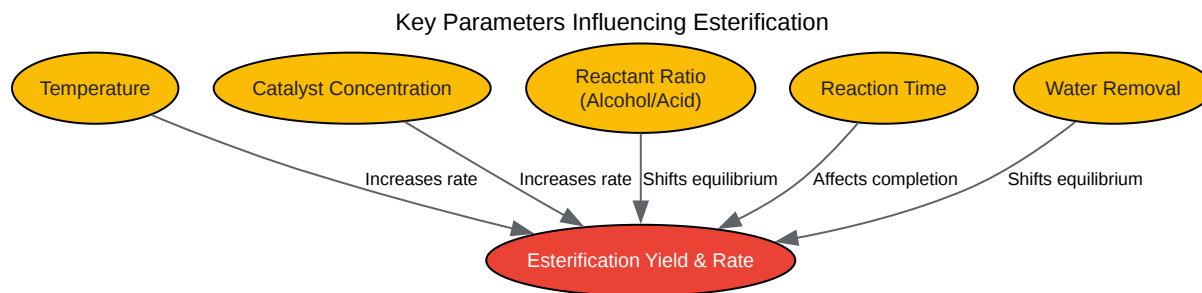 Key Parameters Influencing Esterification
Temperature
Catalyst Concentration
Reactant Ratio
(Alcohol/Acid)
Reaction Time
Water Removal
Increases rate
Increases rate
Shifts equilibrium
Affects completion
Shifts equilibrium
Esterification Yield & Rate